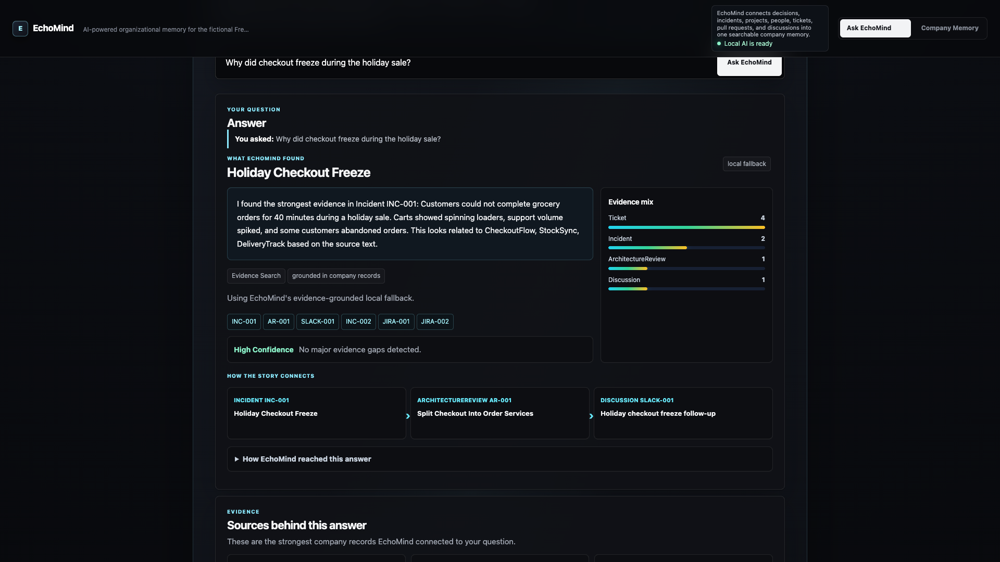 E
EchoMind
AI-powered organizational memory for the fictional Fre...
EchoMind connects decisions,
incidents, projects, people, tickets,
pull requests, and discussions into
one searchable company memory.
Local AI is ready
Ask EchoMind
Company Memory
Why did checkout freeze during the holiday sale?
Ask EchoMind
YOUR QUESTION
Answer
You asked: Why did checkout freeze during the holiday sale?
WHAT ECHOMIND FOUND
Holiday Checkout Freeze
local fallback
I found the strongest evidence in Incident INC-001: Customers could not complete grocery
orders for 40 minutes during a holiday sale. Carts showed spinning loaders, support volume
spiked, and some customers abandoned orders. This looks related to CheckoutFlow, StockSync,
DeliveryTrack based on the source text.
Evidence Search
grounded in company records
Using EchoMind's evidence-grounded local fallback.
INC-001
AR-001
SLACK-001
INC-002
JIRA-001
JIRA-002
High Confidence No major evidence gaps detected.
Evidence mix
Ticket 4
Incident 2
ArchitectureReview 1
Discussion 1
HOW THE STORY CONNECTS
INCIDENT INC-001
Holiday Checkout Freeze
ARCHITECTUREREVIEW AR-001
Split Checkout Into Order Services
DISCUSSION SLACK-001
Holiday checkout freeze follow-up
How EchoMind reached this answer
EVIDENCE
Sources behind this answer
These are the strongest company records EchoMind connected to your question.